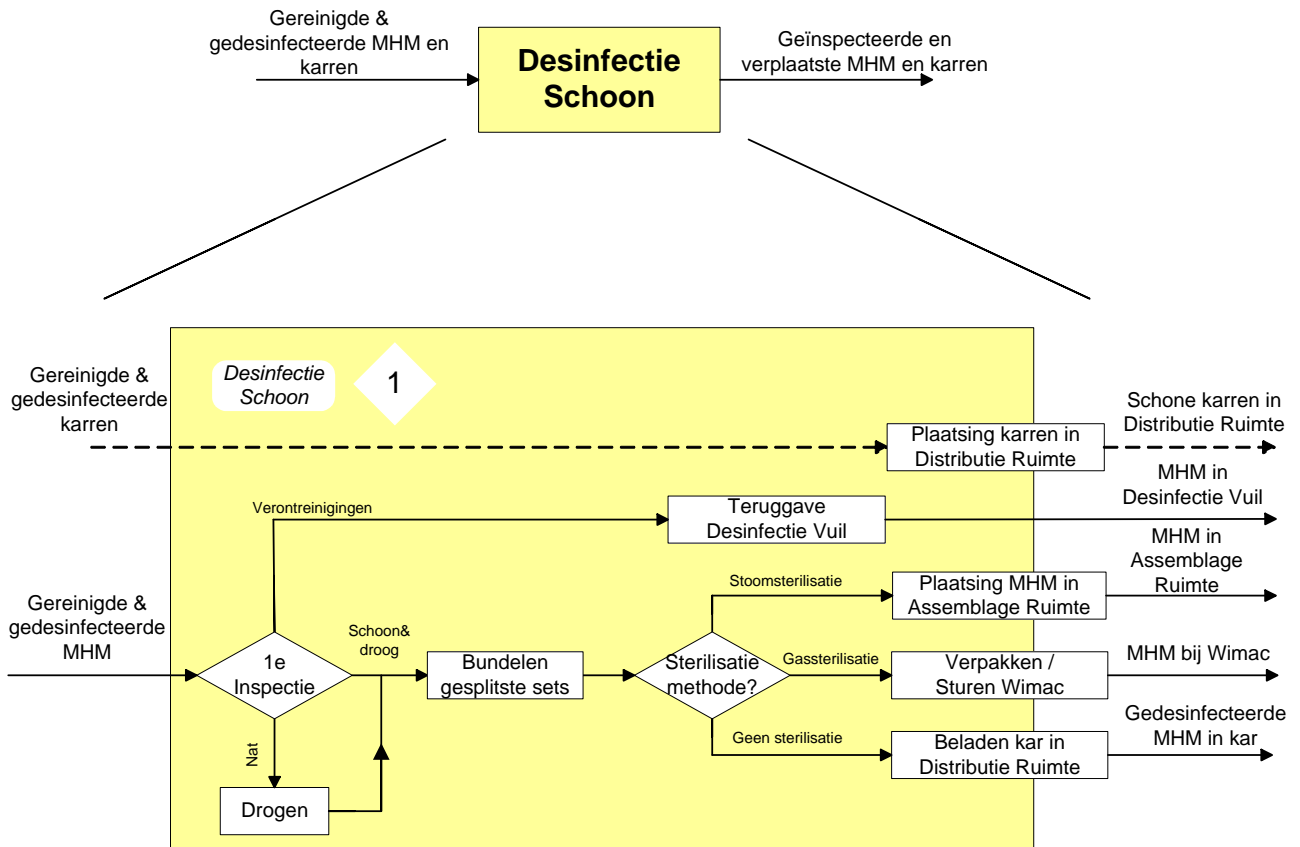 Gereinigde &
gedesinfecteerde MHM en
karren
Desinfectie
Schoon
Geïnspecteerde en
verplaatste MHM en karren
Desinfectie
Schoon
1
Gereinigde &
gedesinfecteerde
karren
Plaatsing karren in
Distributie Ruimte
Schone karren in
Distributie Ruimte
Verontreinigingen
Teruggave
Desinfectie Vuil
MHM in
Desinfectie Vuil
Stoomsterilisatie
Plaatsing MHM in
Assemblage Ruimte
MHM in
Assemblage
Ruimte
Gereinigde &
gedesinfecteerde
MHM
1e
Inspectie
Schoon&
droog
Bundelen
gesplitste sets
Sterilisatie
methode?
Gassterilisatie
Verpakken /
Sturen Wimac
MHM bij Wimac
Nat
Drogen
Geen sterilisatie
Beladen kar in
Distributie Ruimte
Gedesinfecteerde
MHM in kar